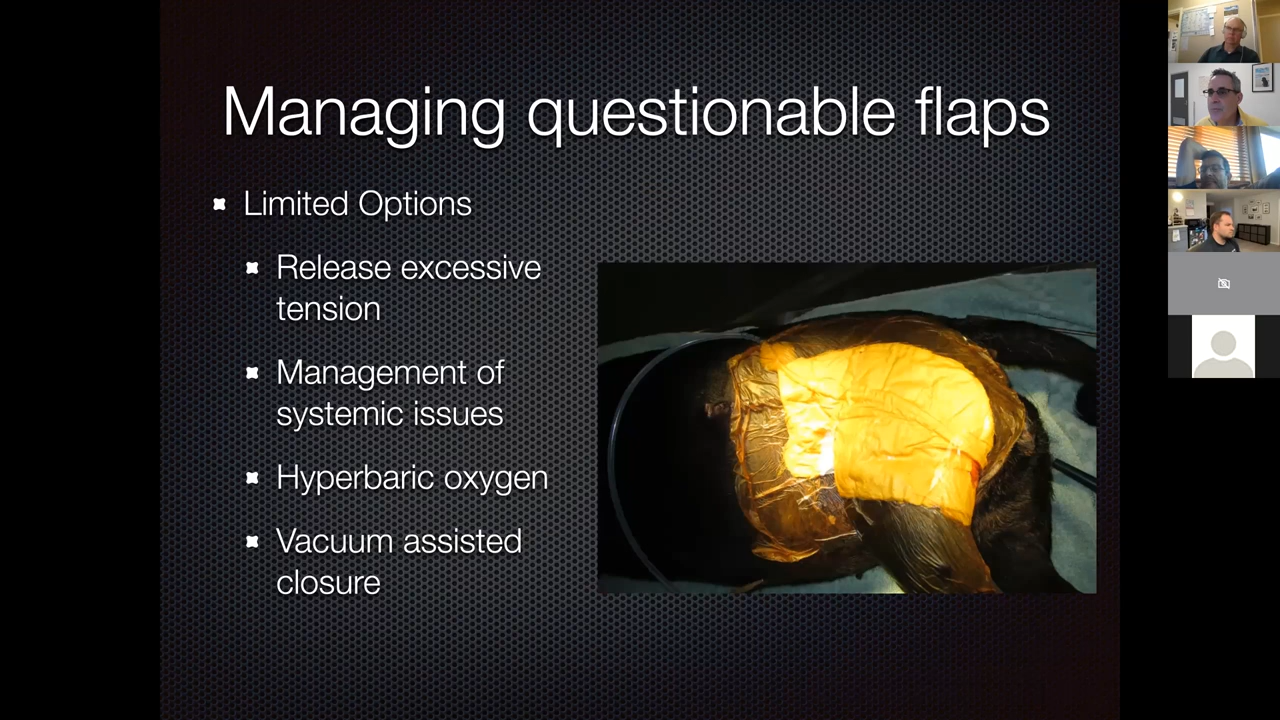 Managing questionable flaps
Limited Options
Release excessive
tension
Management of
systemic issues
Hyperbaric oxygen
Vacuum assisted
closure